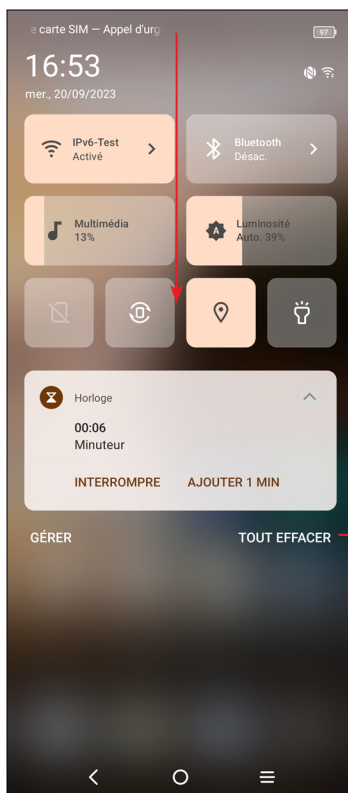 e carte SIM — Appel d'urg
97
16:53
mer., 20/09/2023
IPv6-Test
Activé
Bluetooth
Désac.
Multimédia
13%
A
Luminosité
Auto. 39%
Horloge
00:06
Minuteur
INTERROMPRE AJOUTER 1 MIN
GÉRER TOUT EFFACER